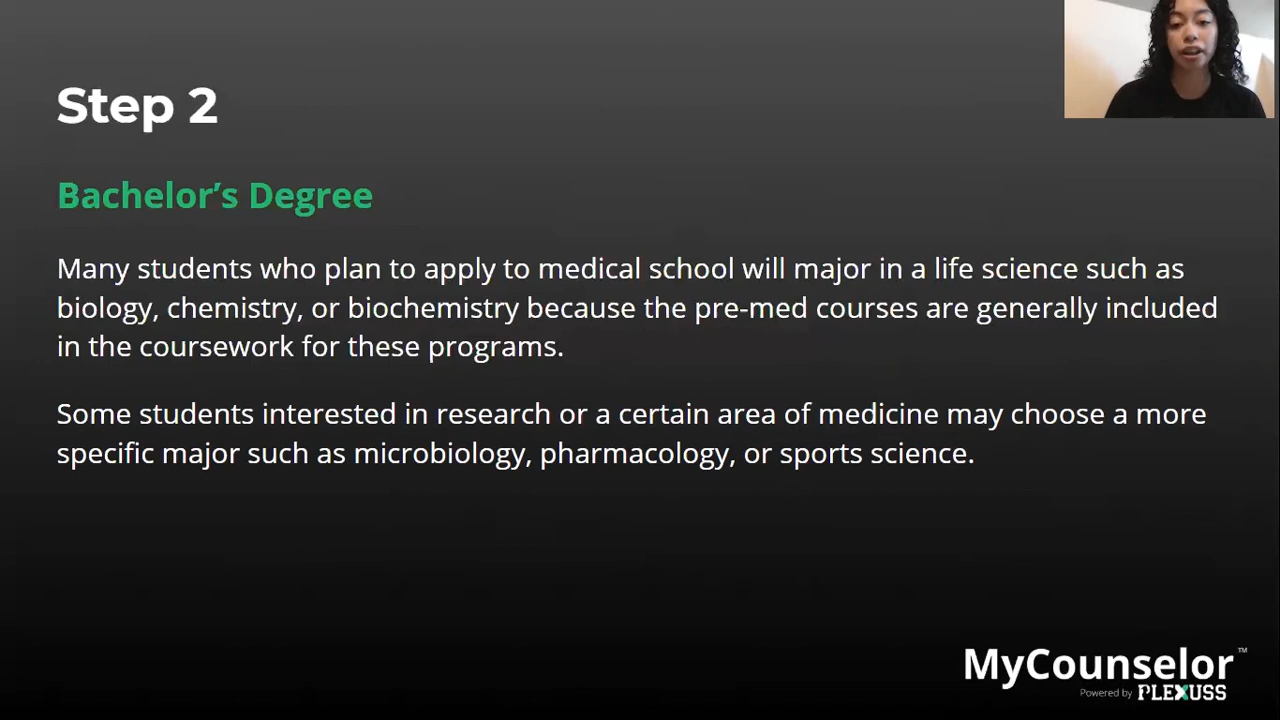 Step 2
Bachelor’s Degree
Many students who plan to apply to medical school will major in a life science such as
biology, chemistry, or biochemistry because the pre-med courses are generally included
in the coursework for these programs.
Some students interested in research or a certain area of medicine may choose a more
specific major such as microbiology, pharmacology, or sports science.
MyCounselor™
Powered by PLEXUSS